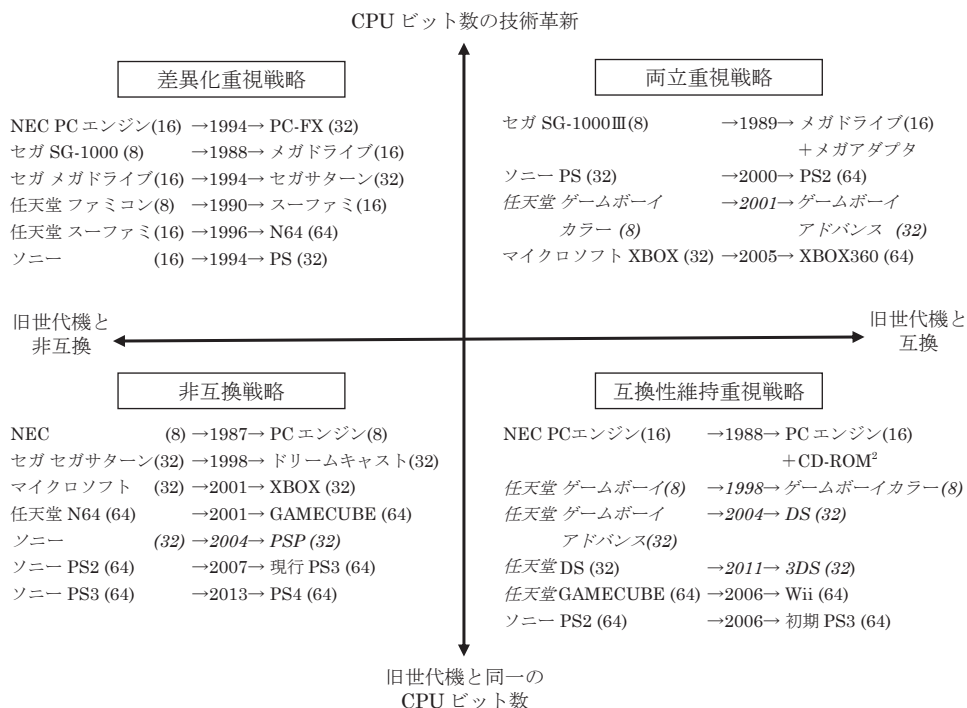 CPU ビット数の技術革新
差異化重視戦略
NEC PC エンジン(16) →1994→ PC-FX (32)
セガ SG-1000 (8) →1988→ メガドライブ(16)
セガ メガドライブ(16) →1994→ セガサターン(32)
任天堂 ファミコン(8) →1990→ スーファミ(16)
任天堂 スーファミ(16) →1996→ N64 (64)
ソニー (16) →1994→ PS (32)
両立重視戦略
セガ SG-1000Ⅲ(8) →1989→ メガドライブ(16)
＋メガアダプタ
ソニー PS (32) →2000→ PS2 (64)
任天堂 ゲームボーイ →2001→ ゲームボーイ
カラー (8) アドバンス (32)
マイクロソフト XBOX (32) →2005→ XBOX360 (64)
旧世代機と
非互換
旧世代機と
互換
非互換戦略
NEC (8) →1987→ PC エンジン(8)
セガ セガサターン(32) →1998→ ドリームキャスト(32)
マイクロソフト (32) →2001→ XBOX (32)
任天堂 N64 (64) →2001→ GAMECUBE (64)
ソニー (32) →2004→ PSP (32)
ソニー PS2 (64) →2007→ 現行 PS3 (64)
ソニー PS3 (64) →2013→ PS4 (64)
互換性維持重視戦略
NEC PCエンジン(16) →1988→ PC エンジン(16)
＋CD-ROM²
任天堂 ゲームボーイ(8) →1998→ ゲームボーイカラー(8)
任天堂 ゲームボーイ →2004→ DS (32)
アドバンス(32)
任天堂 DS (32) →2011→ 3DS (32)
任天堂 GAMECUBE (64) →2006→ Wii (64)
ソニー PS2 (64) →2006→ 初期 PS3 (64)
旧世代機と同一の
CPU ビット数